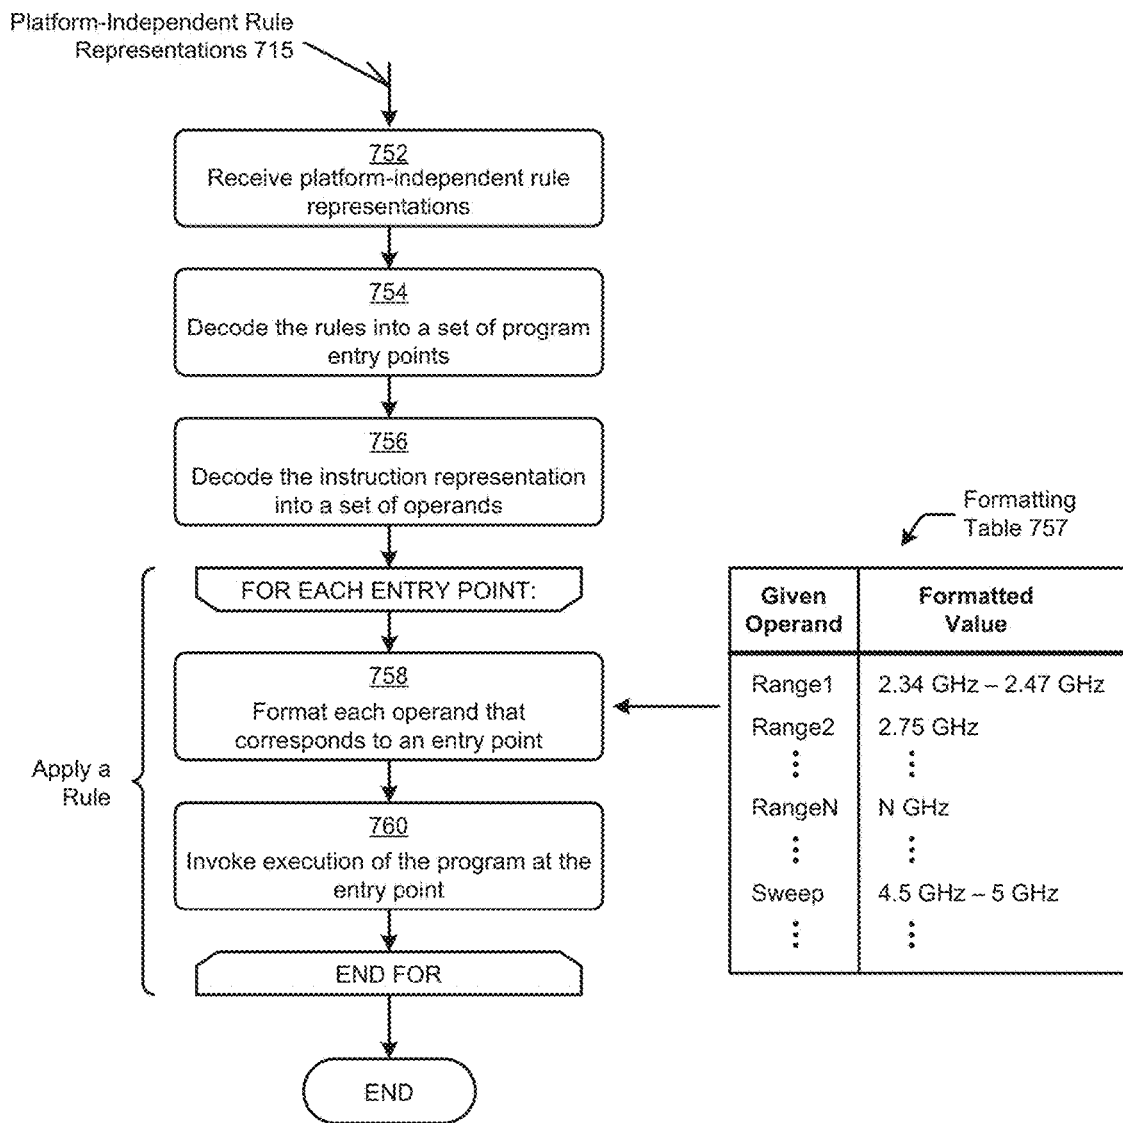 Platform-Independent Rule
Representations 715
752
Receive platform-independent rule
representations
754
Decode the rules into a set of program
entry points
756
Decode the instruction representation
into a set of operands
FOR EACH ENTRY POINT:
758
Format each operand that
corresponds to an entry point
Apply a
Rule
760
Invoke execution of the program at the
entry point
END FOR
END
Formatting
Table 757
Given Operand
Formatted Value
Range1 2.34 GHz – 2.47 GHz
Range2 2.75 GHz
RangeN N GHz
Sweep 4.5 GHz – 5 GHz